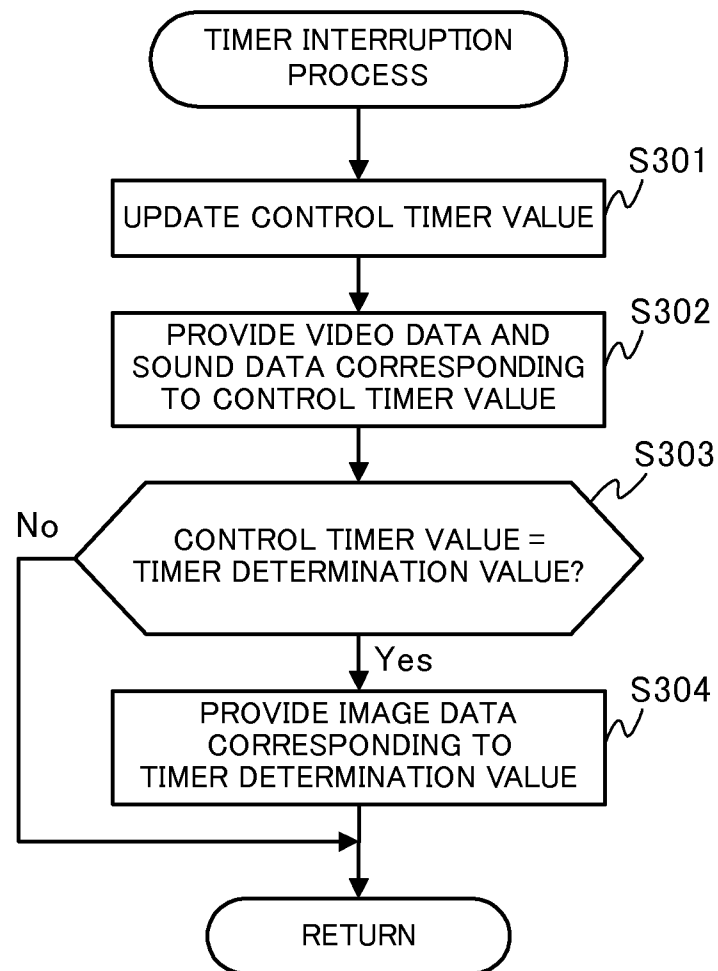 TIMER INTERRUPTION
PROCESS
S301
UPDATE CONTROL TIMER VALUE
S302
PROVIDE VIDEO DATA AND
SOUND DATA CORRESPONDING
TO CONTROL TIMER VALUE
S303
No
CONTROL TIMER VALUE =
TIMER DETERMINATION VALUE?
Yes
S304
PROVIDE IMAGE DATA
CORRESPONDING TO
TIMER DETERMINATION VALUE
RETURN